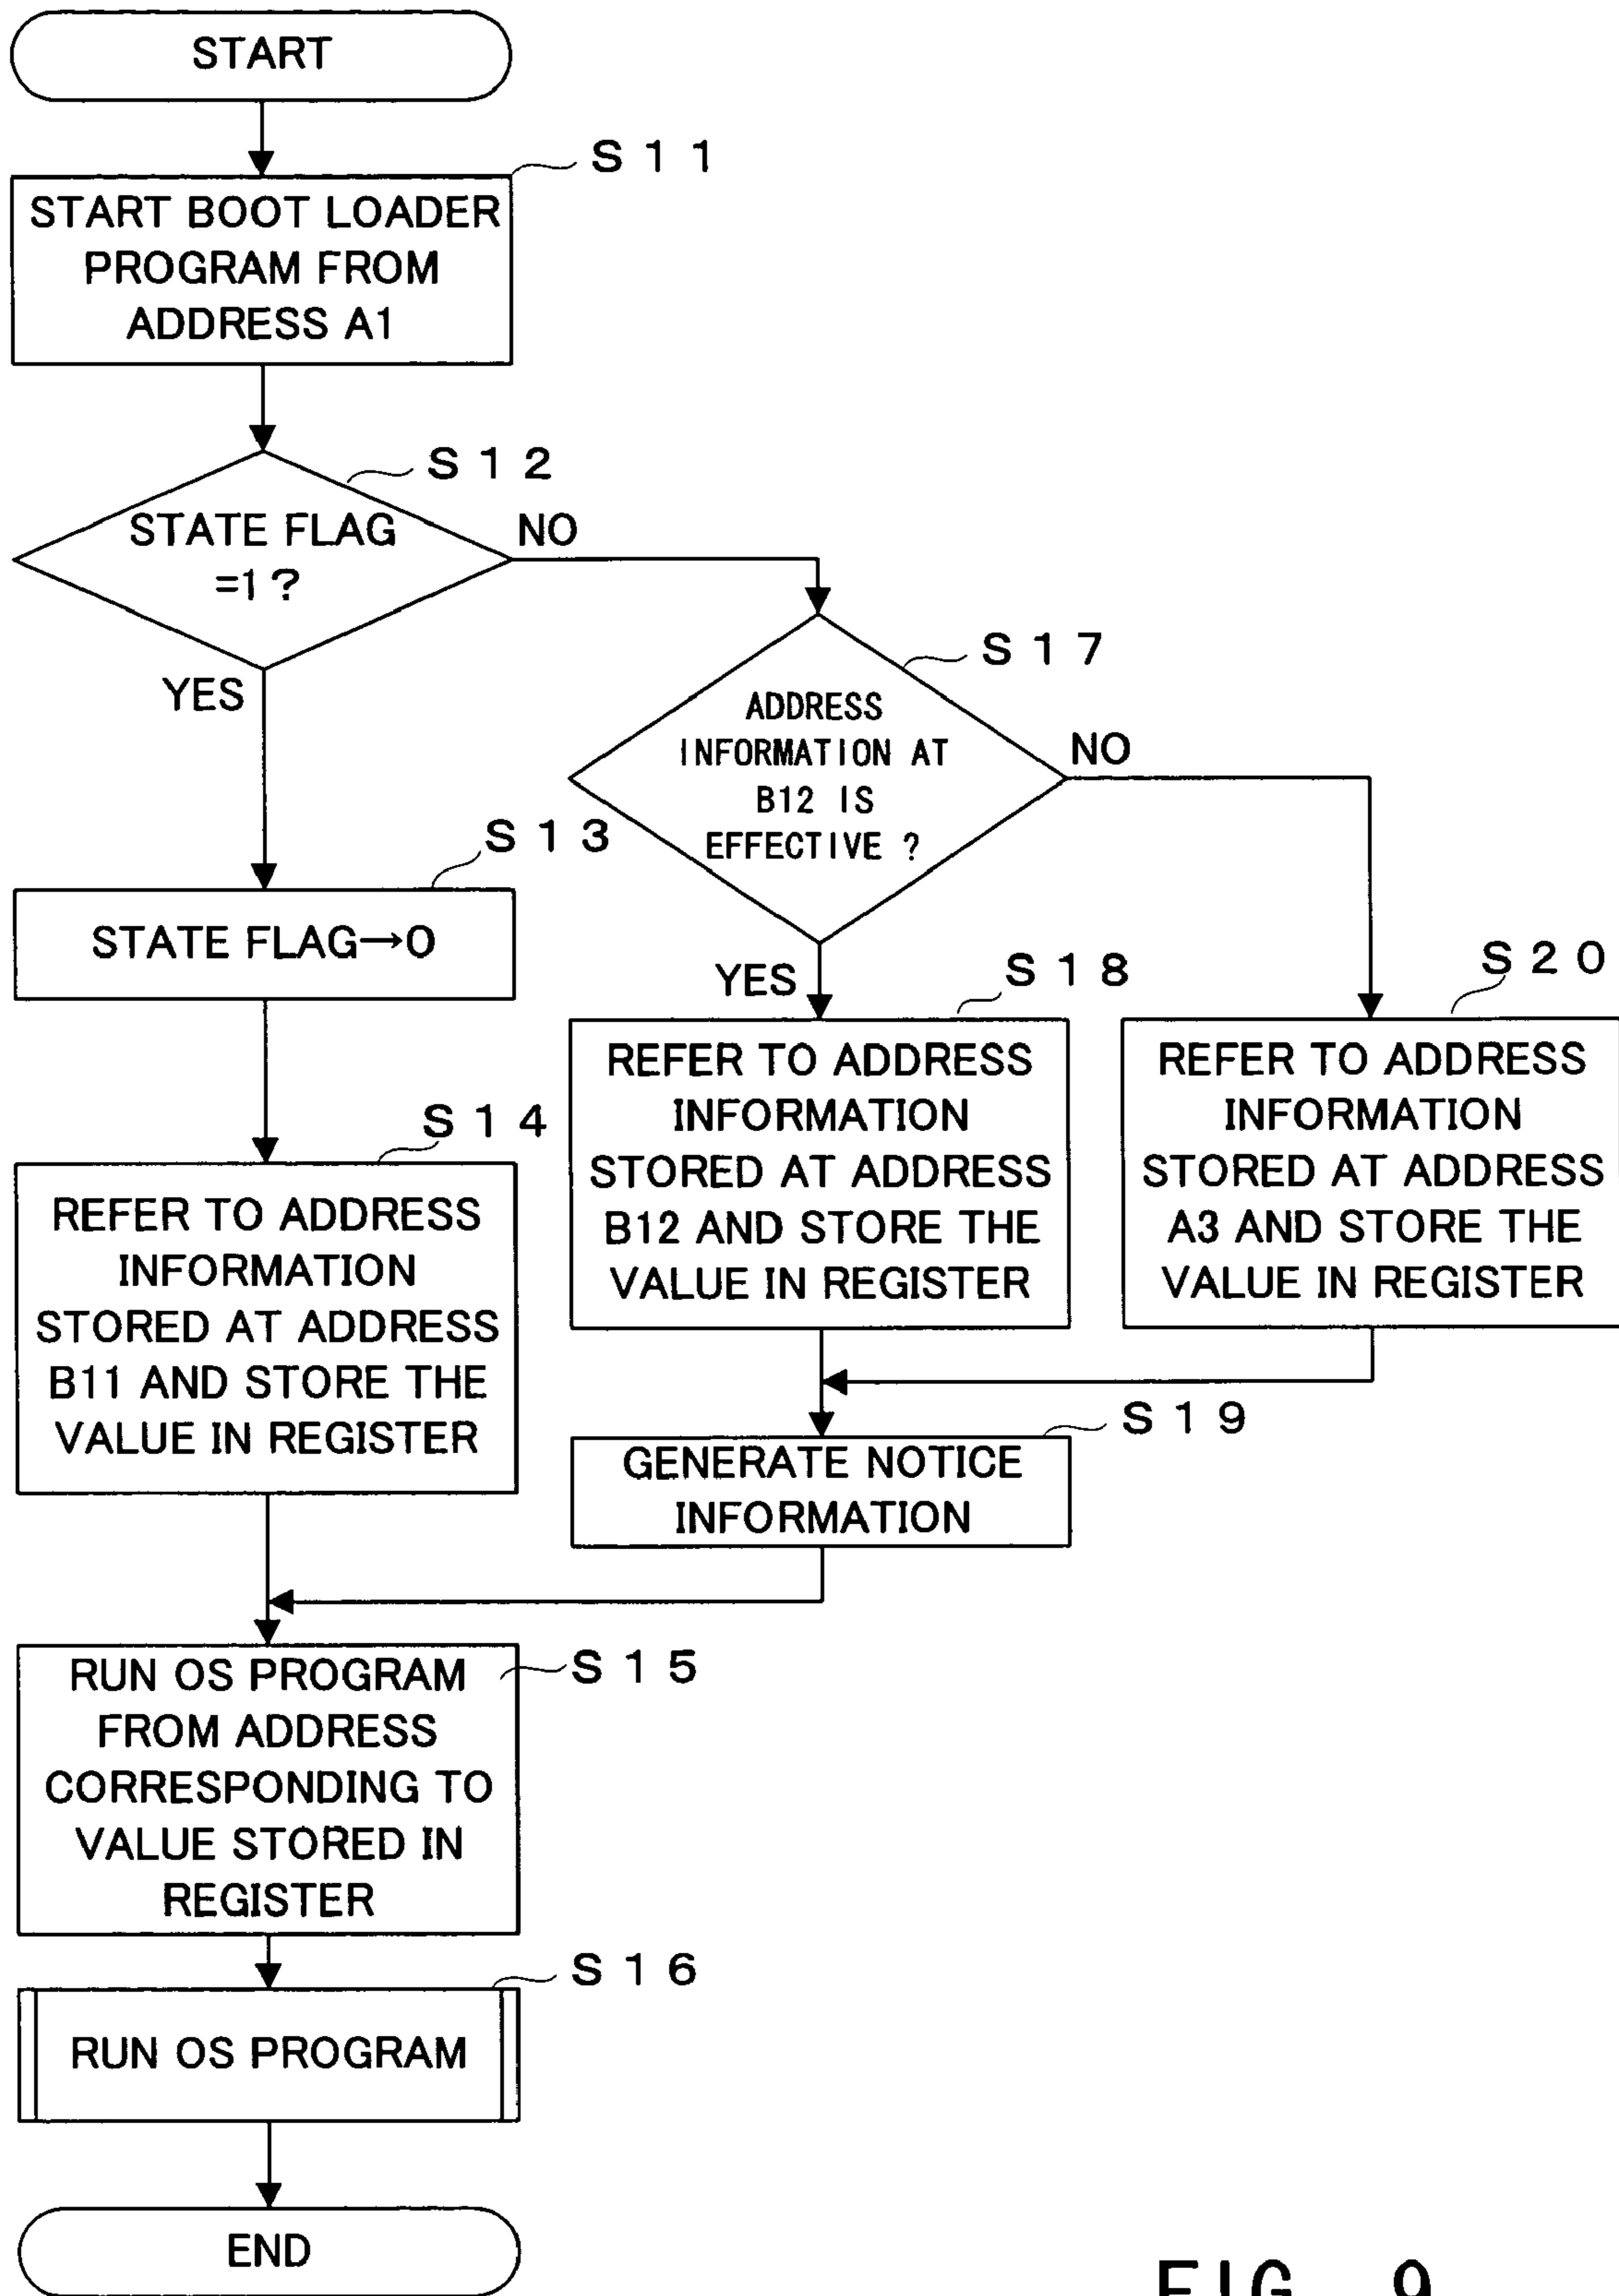 START
S11
START BOOT LOADER
PROGRAM FROM
ADDRESS A1
S12
STATE FLAG
=1?
NO
YES
S17
ADDRESS
INFORMATION AT
B12 IS
EFFECTIVE ?
NO
YES
S13
STATE FLAG→0
S18
REFER TO ADDRESS
INFORMATION
STORED AT ADDRESS
B12 AND STORE THE
VALUE IN REGISTER
S20
REFER TO ADDRESS
INFORMATION
STORED AT ADDRESS
A3 AND STORE THE
VALUE IN REGISTER
S14
REFER TO ADDRESS
INFORMATION
STORED AT ADDRESS
B11 AND STORE THE
VALUE IN REGISTER
S19
GENERATE NOTICE
INFORMATION
S15
RUN OS PROGRAM
FROM ADDRESS
CORRESPONDING TO
VALUE STORED IN
REGISTER
S16
RUN OS PROGRAM
END
FIG. 9